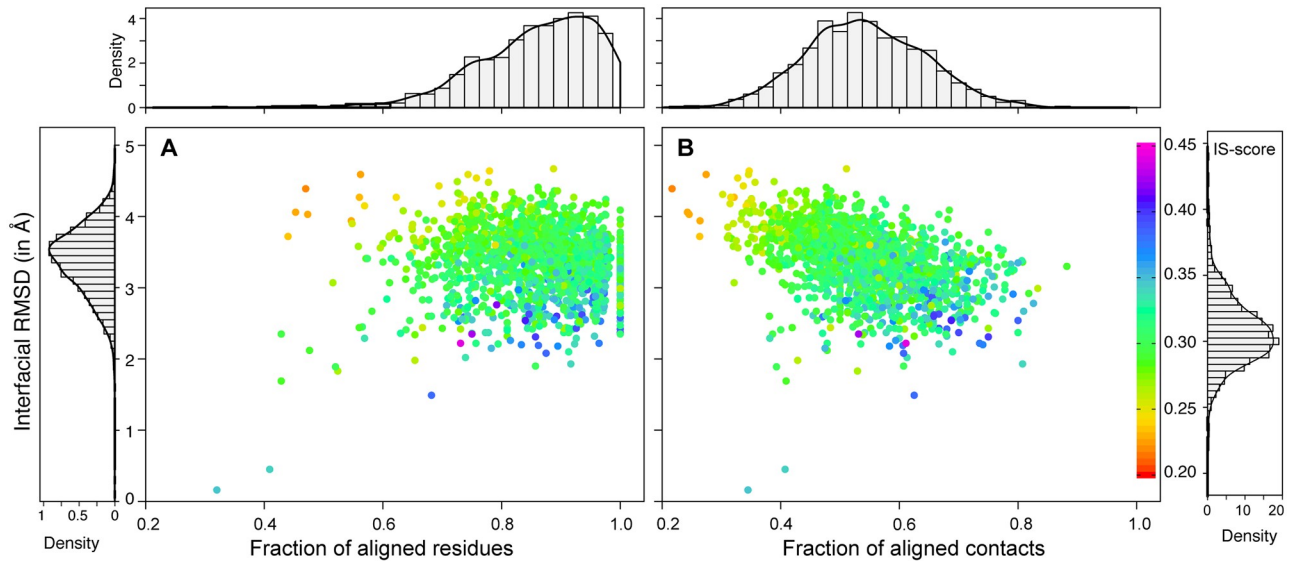 4
2
0
Density
A
B
IS-score
5
4
3
2
1
0
Interfacial RMSD (in Å)
0.45
0.40
0.35
0.30
0.25
0.20
1 0.5 0
Density
0.2 0.4 0.6 0.8 1.0
Fraction of aligned residues
0.2 0.4 0.6 0.8 1.0
Fraction of aligned contacts
0 10 20
Density